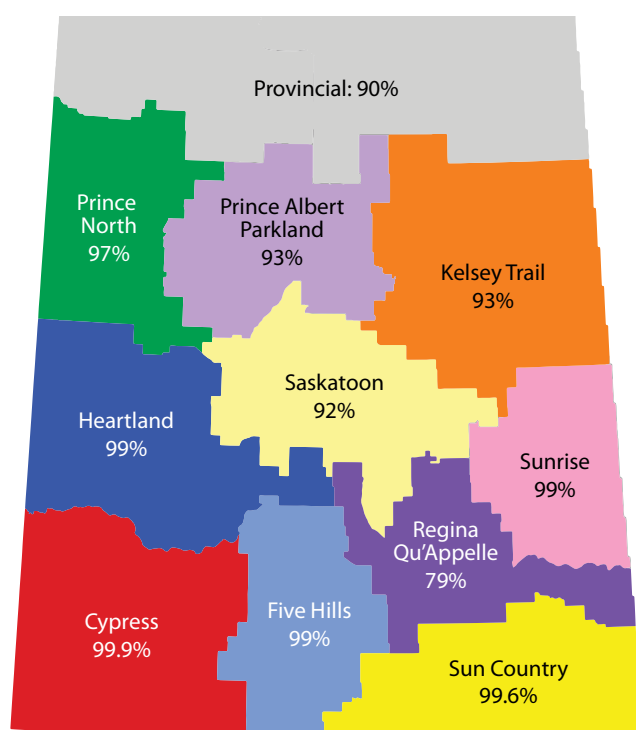 Provincial: 90%
Prince
North
97%
Prince Albert
Parkland
93%
Kelsey Trail
93%
Saskatoon
92%
Heartland
99%
Sunrise
99%
Regina
Qu’Appelle
79%
Cypress
99.9%
Five Hills
99%
Sun Country
99.6%